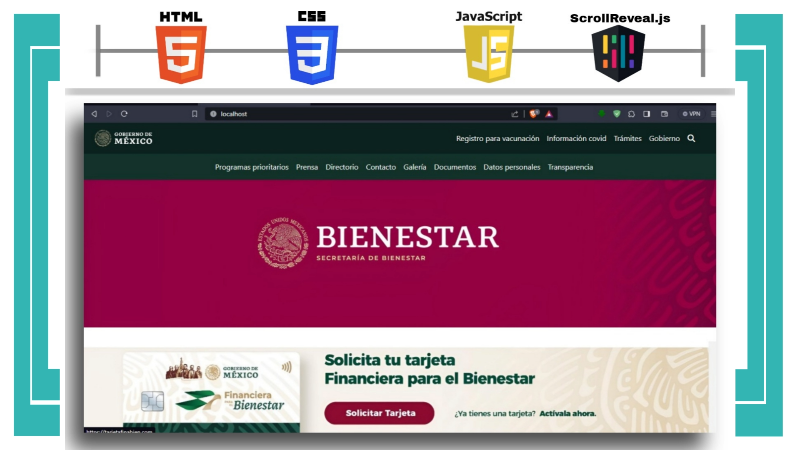 HTML
CSS
JavaScript
ScrollReveal.js
5
3
JS
localhost
VPN
GOBIERNO DE
MÉXICO
Registro para vacunación Información covid Trámites Gobierno
Programas prioritarios Prensa Directorio Contacto Galería Documentos Datos personales Transparencia
ESTADOS UNIDOS MEXICANOS
BIENESTAR
SECRETARÍA DE BIENESTAR
GOBIERNO DE
MÉXICO
Financiera
Bienestar
Solicita tu tarjeta
Financiera para el Bienestar
Solicitar Tarjeta
¿Ya tienes una tarjeta? Actívala ahora.
https://tarjetafinabien.com